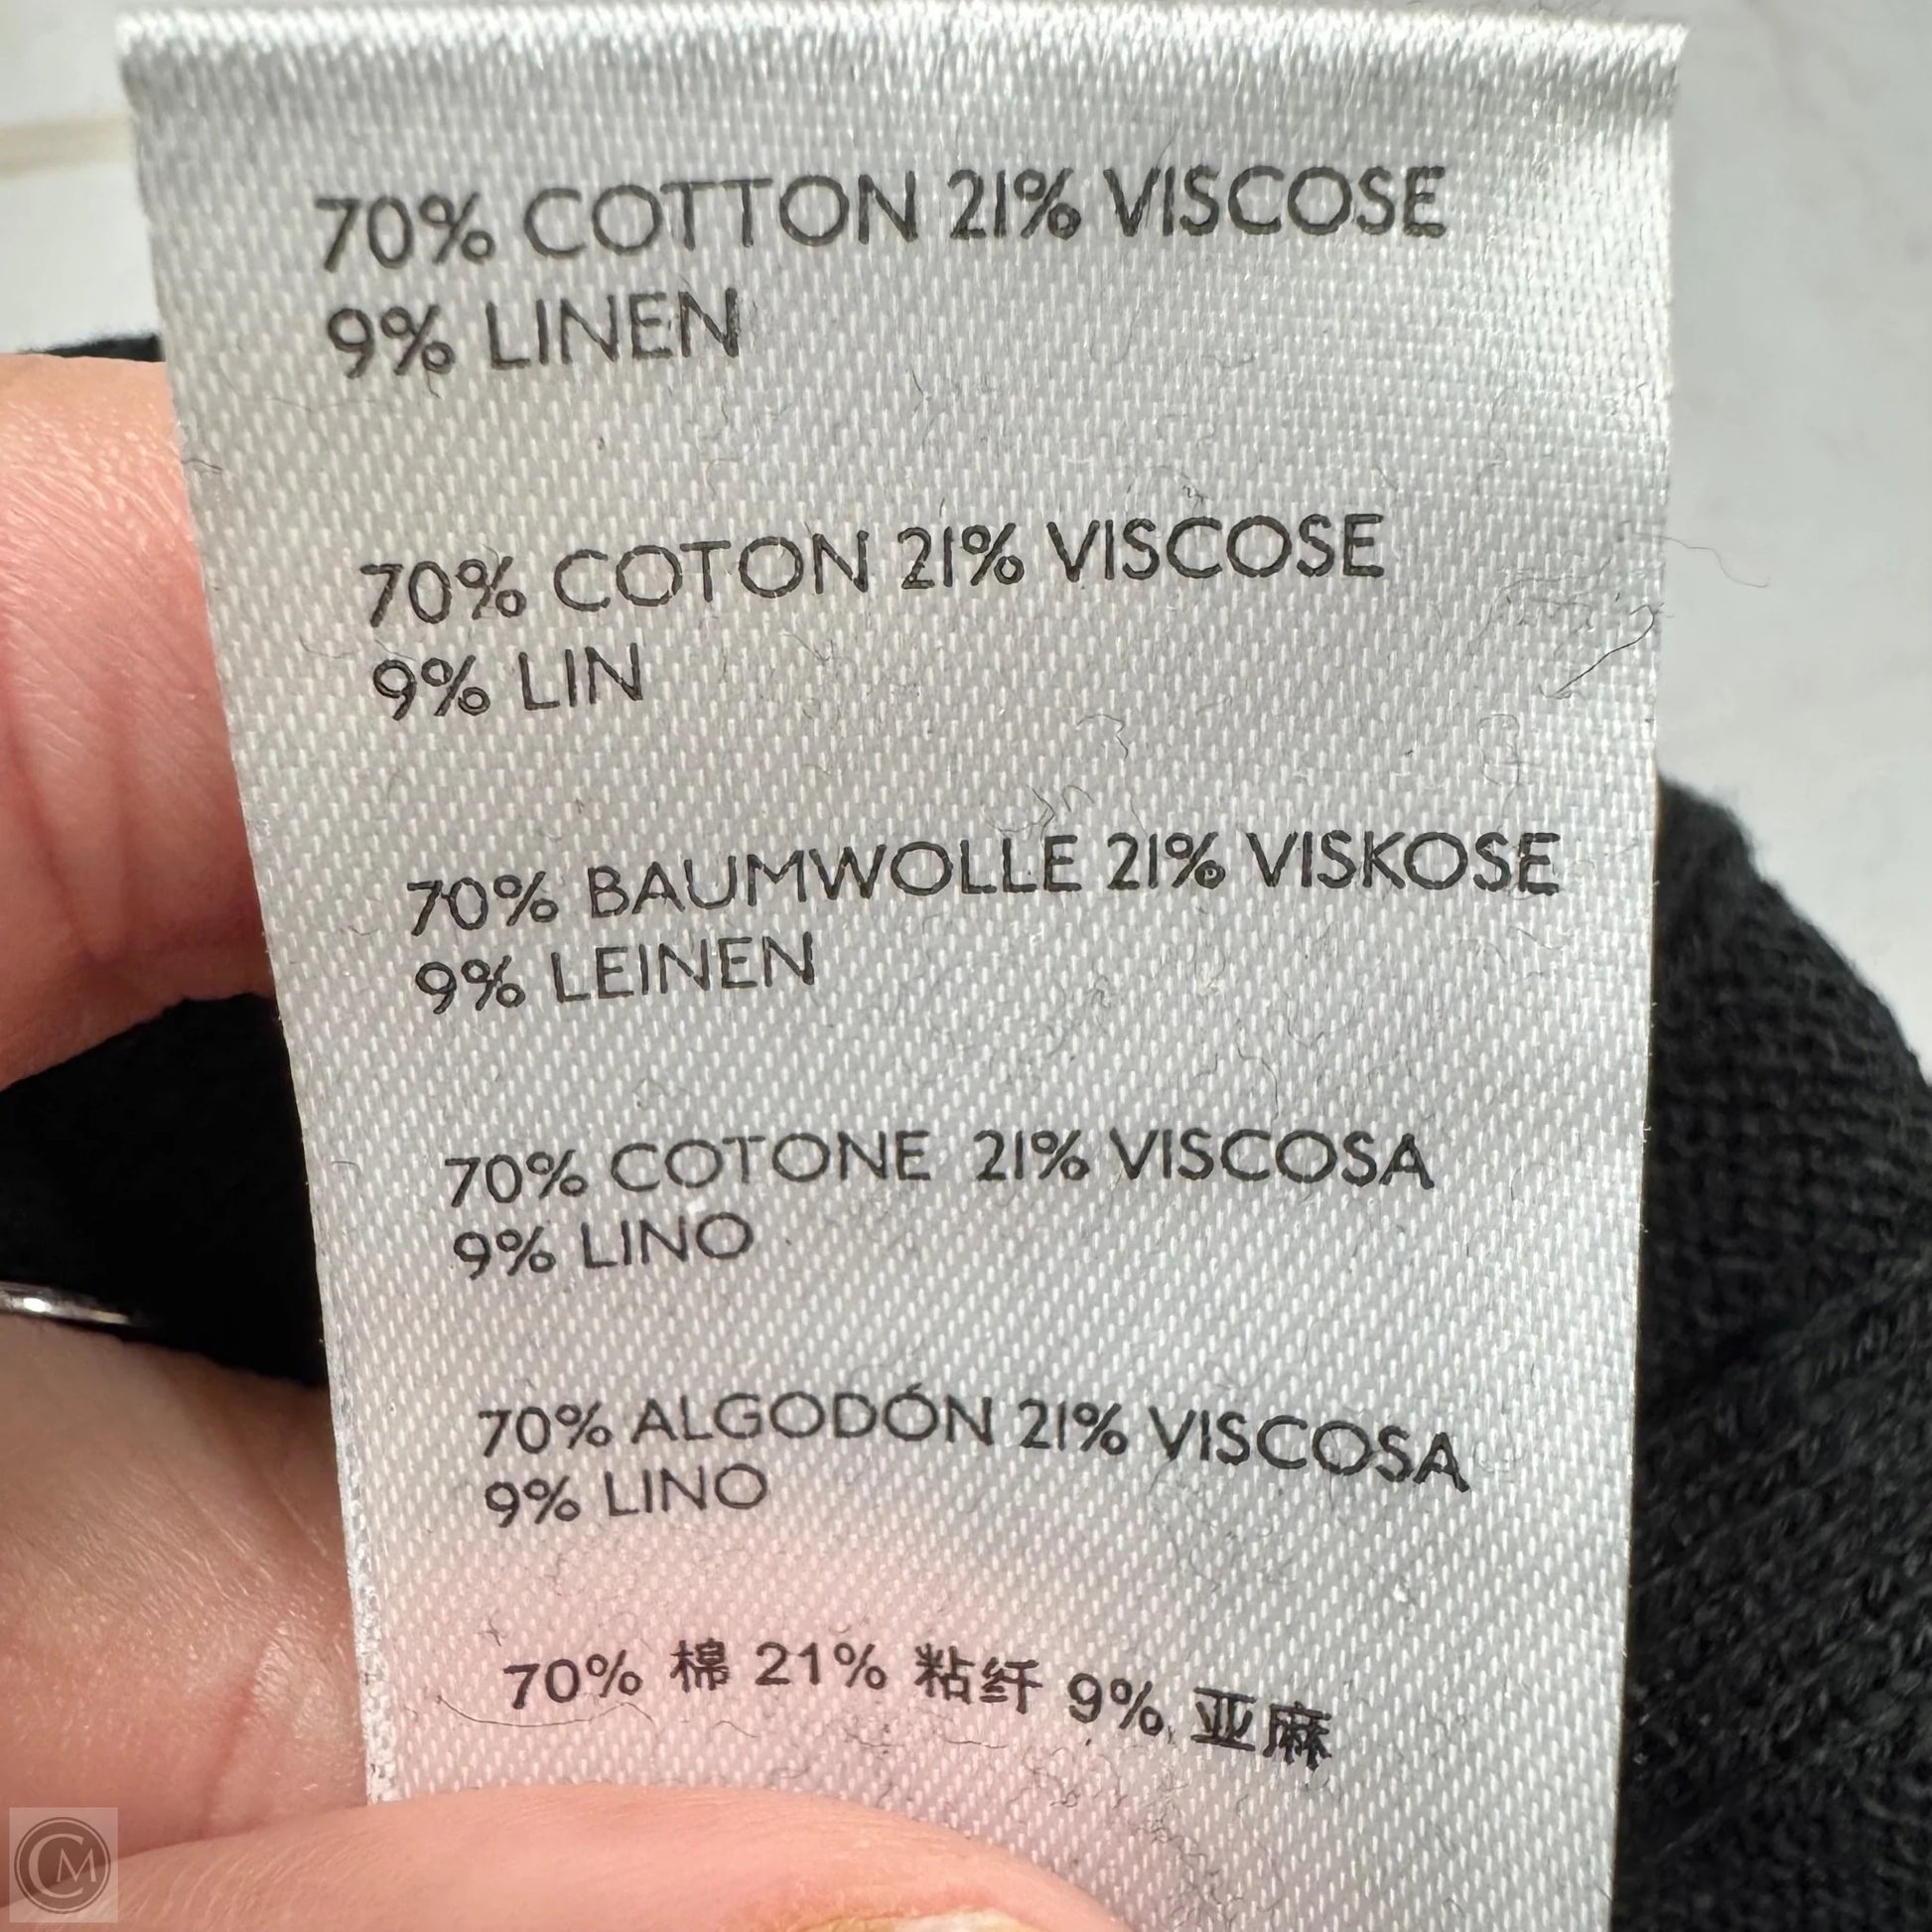 70% COTTON 21% VISCOSE
9% LINEN
70% COTON 21% VISCOSE
9% LIN
70% BAUMWOLLE 21% VISKOSE
9% LEINEN
70% COTONE 21% VISCOSA
9% LINO
70% ALGODÓN 21% VISCOSA
9% LINO
70% 棉 21% 粘纤 9% 亚麻
CM